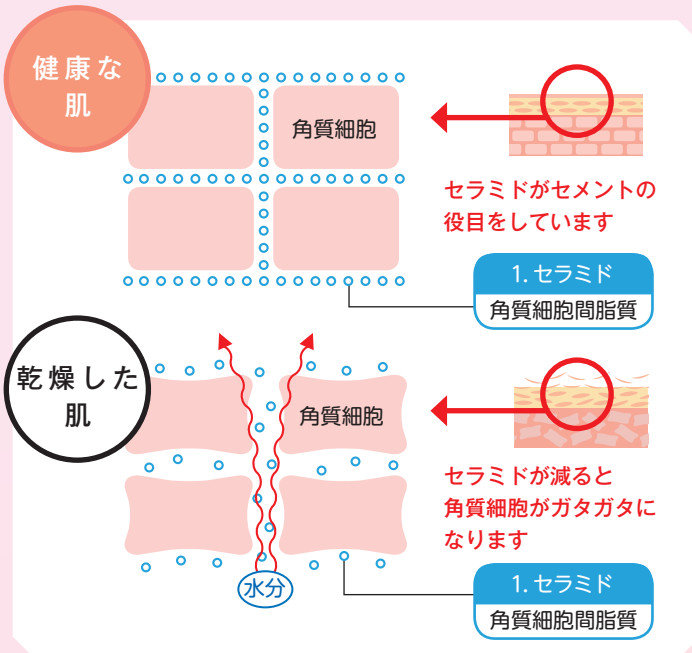 健康な
肌
角質細胞
セラミドがセメントの
役目をしています
1. セラミド
角質細胞間脂質
乾燥した
肌
角質細胞
セラミドが減ると
角質細胞がガタガタに
なります
水分
1. セラミド
角質細胞間脂質